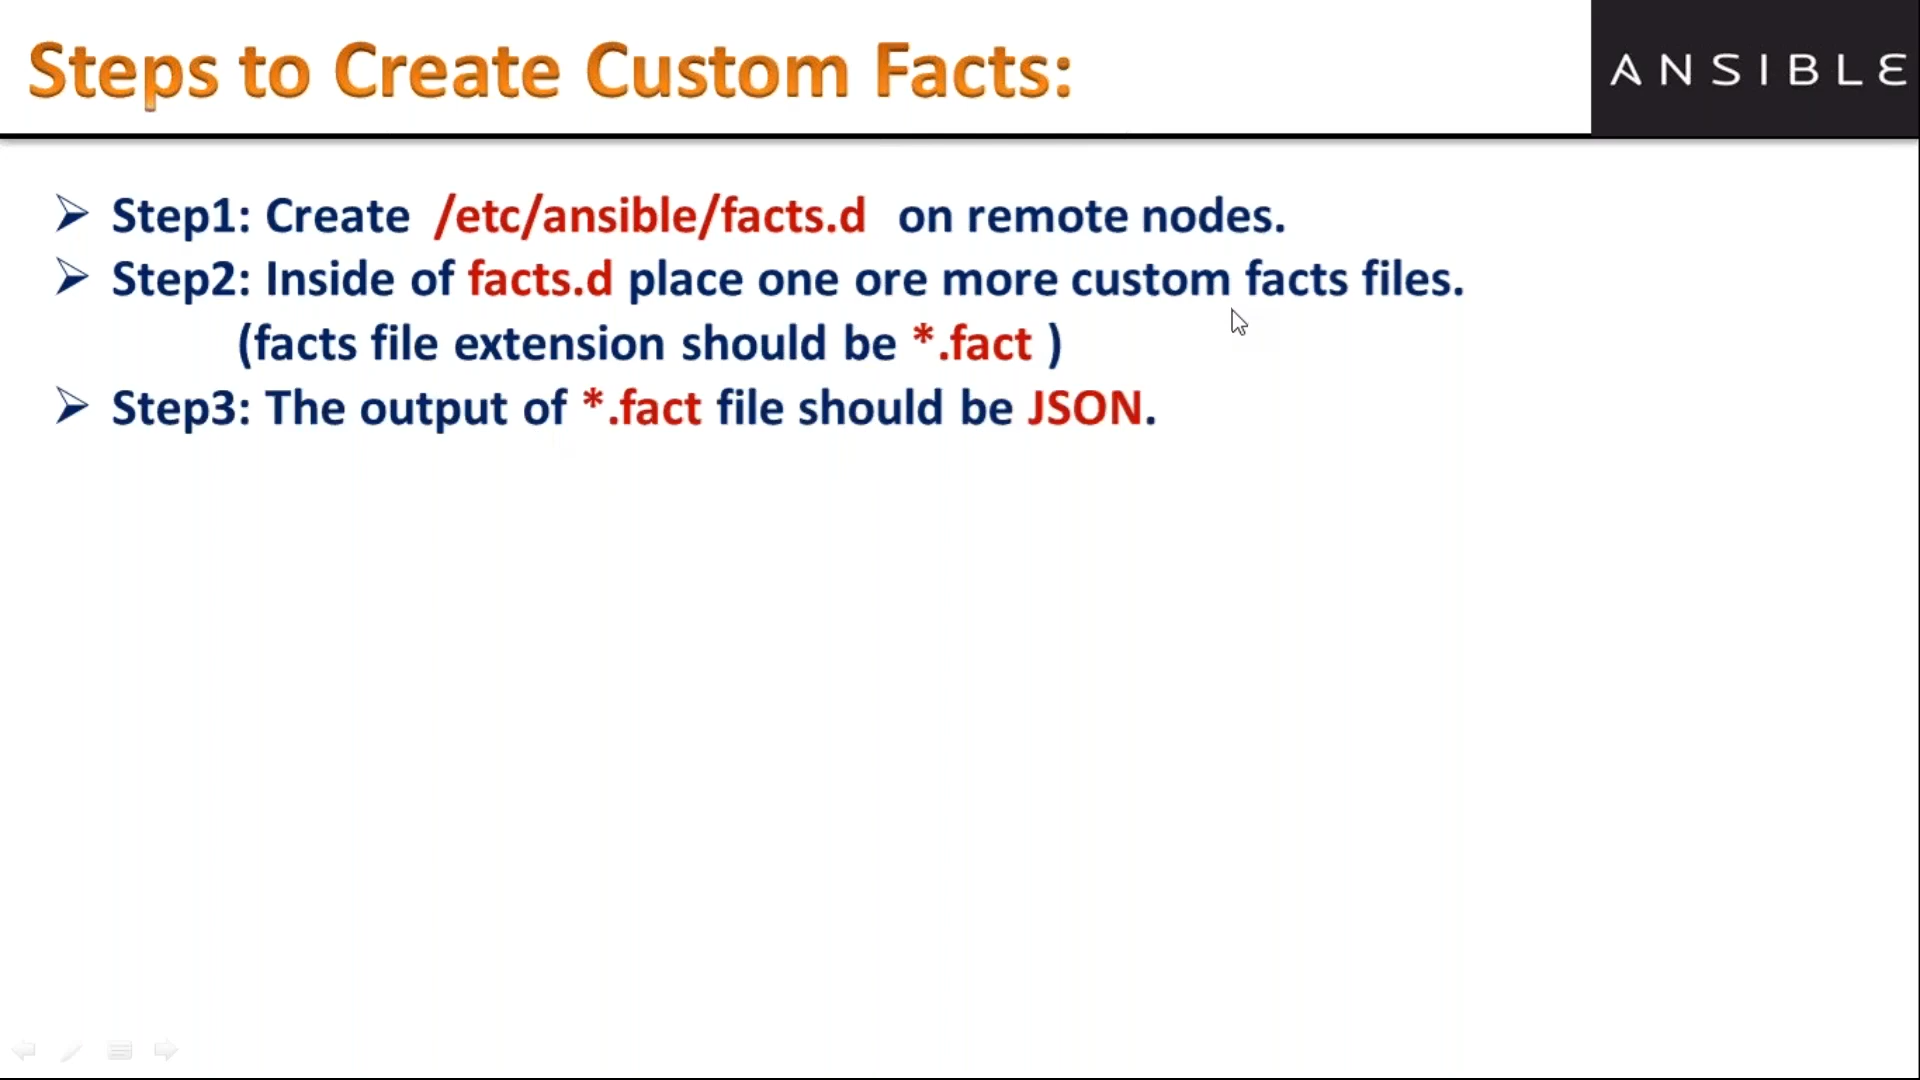 Steps to Create Custom Facts:
ANSIBLE
Step1: Create /etc/ansible/facts.d on remote nodes.
Step2: Inside of facts.d place one ore more custom facts files.
(facts file extension should be *.fact )
Step3: The output of *.fact file should be JSON.